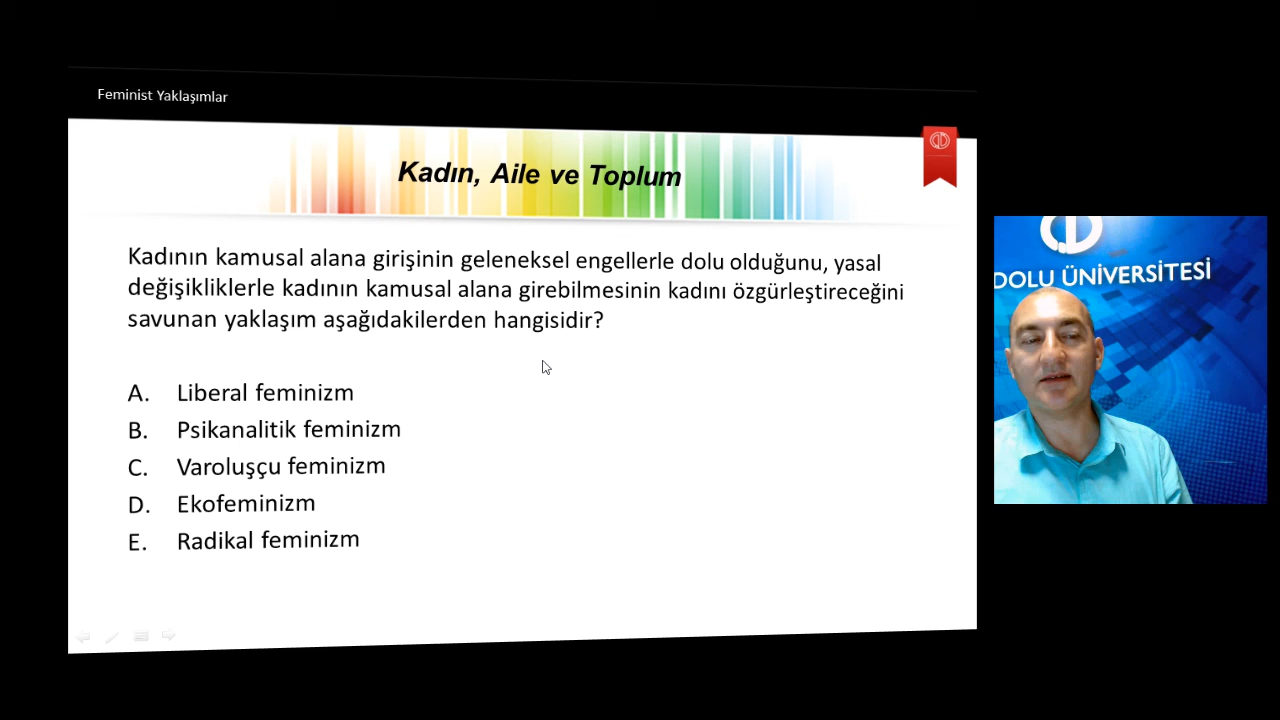 Feminist Yaklaşımlar
Kadın, Aile ve Toplum
Kadının kamusal alana girişinin geleneksel engellerle dolu olduğunu, yasal
değişikliklerle kadının kamusal alana girebilmesinin kadını özgürleştireceğini
savunan yaklaşım aşağıdakilerden hangisidir?
A. Liberal feminizm
B. Psikanalitik feminizm
C. Varoluşçu feminizm
D. Ekofeminizm
E. Radikal feminizm
DOLU ÜNİVERSİTESİ